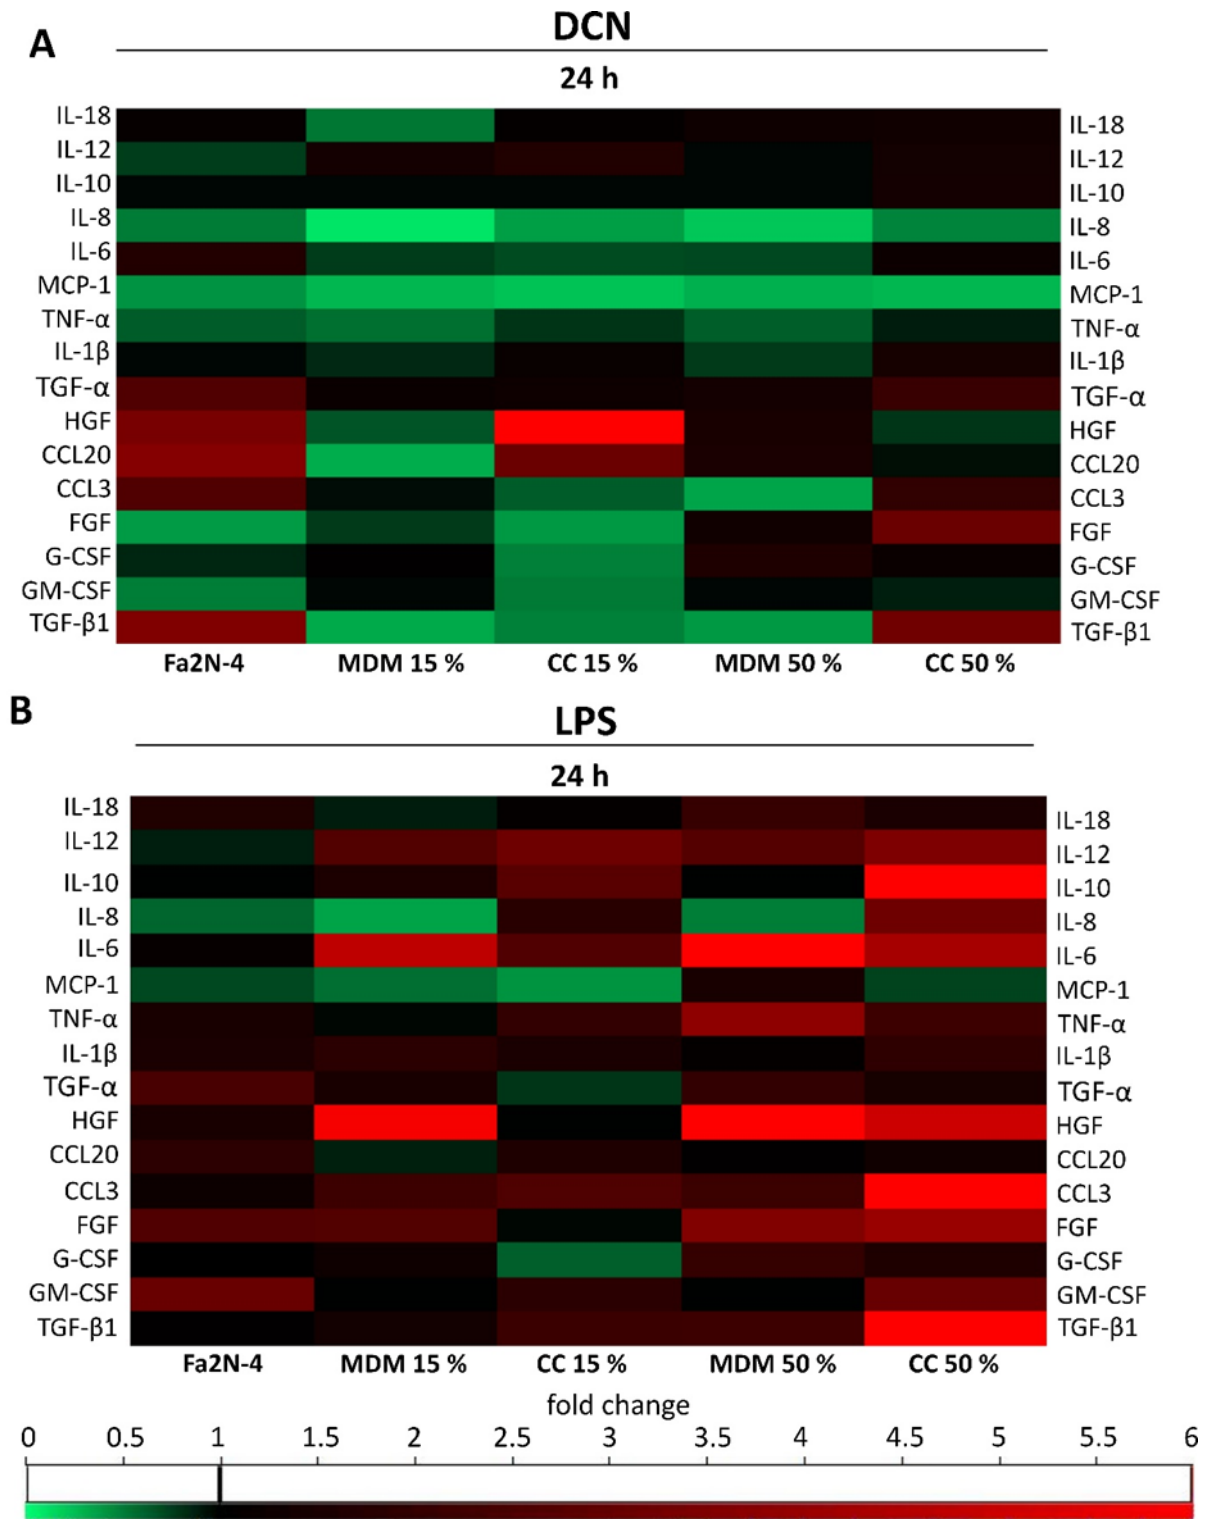 A
DCN
24 h
IL-18 IL-18
IL-12 IL-12
IL-10 IL-10
IL-8 IL-8
IL-6 IL-6
MCP-1 MCP-1
TNF-α TNF-α
IL-1β IL-1β
TGF-α TGF-α
HGF HGF
CCL20 CCL20
CCL3 CCL3
FGF FGF
G-CSF G-CSF
GM-CSF GM-CSF
TGF-β1 TGF-β1
Fa2N-4 MDM 15 % CC 15 % MDM 50 % CC 50 %
B
LPS
24 h
IL-18 IL-18
IL-12 IL-12
IL-10 IL-10
IL-8 IL-8
IL-6 IL-6
MCP-1 MCP-1
TNF-α TNF-α
IL-1β IL-1β
TGF-α TGF-α
HGF HGF
CCL20 CCL20
CCL3 CCL3
FGF FGF
G-CSF G-CSF
GM-CSF GM-CSF
TGF-β1 TGF-β1
Fa2N-4 MDM 15 % CC 15 % MDM 50 % CC 50 %
fold change
0 0.5 1 1.5 2 2.5 3 3.5 4 4.5 5 5.5 6